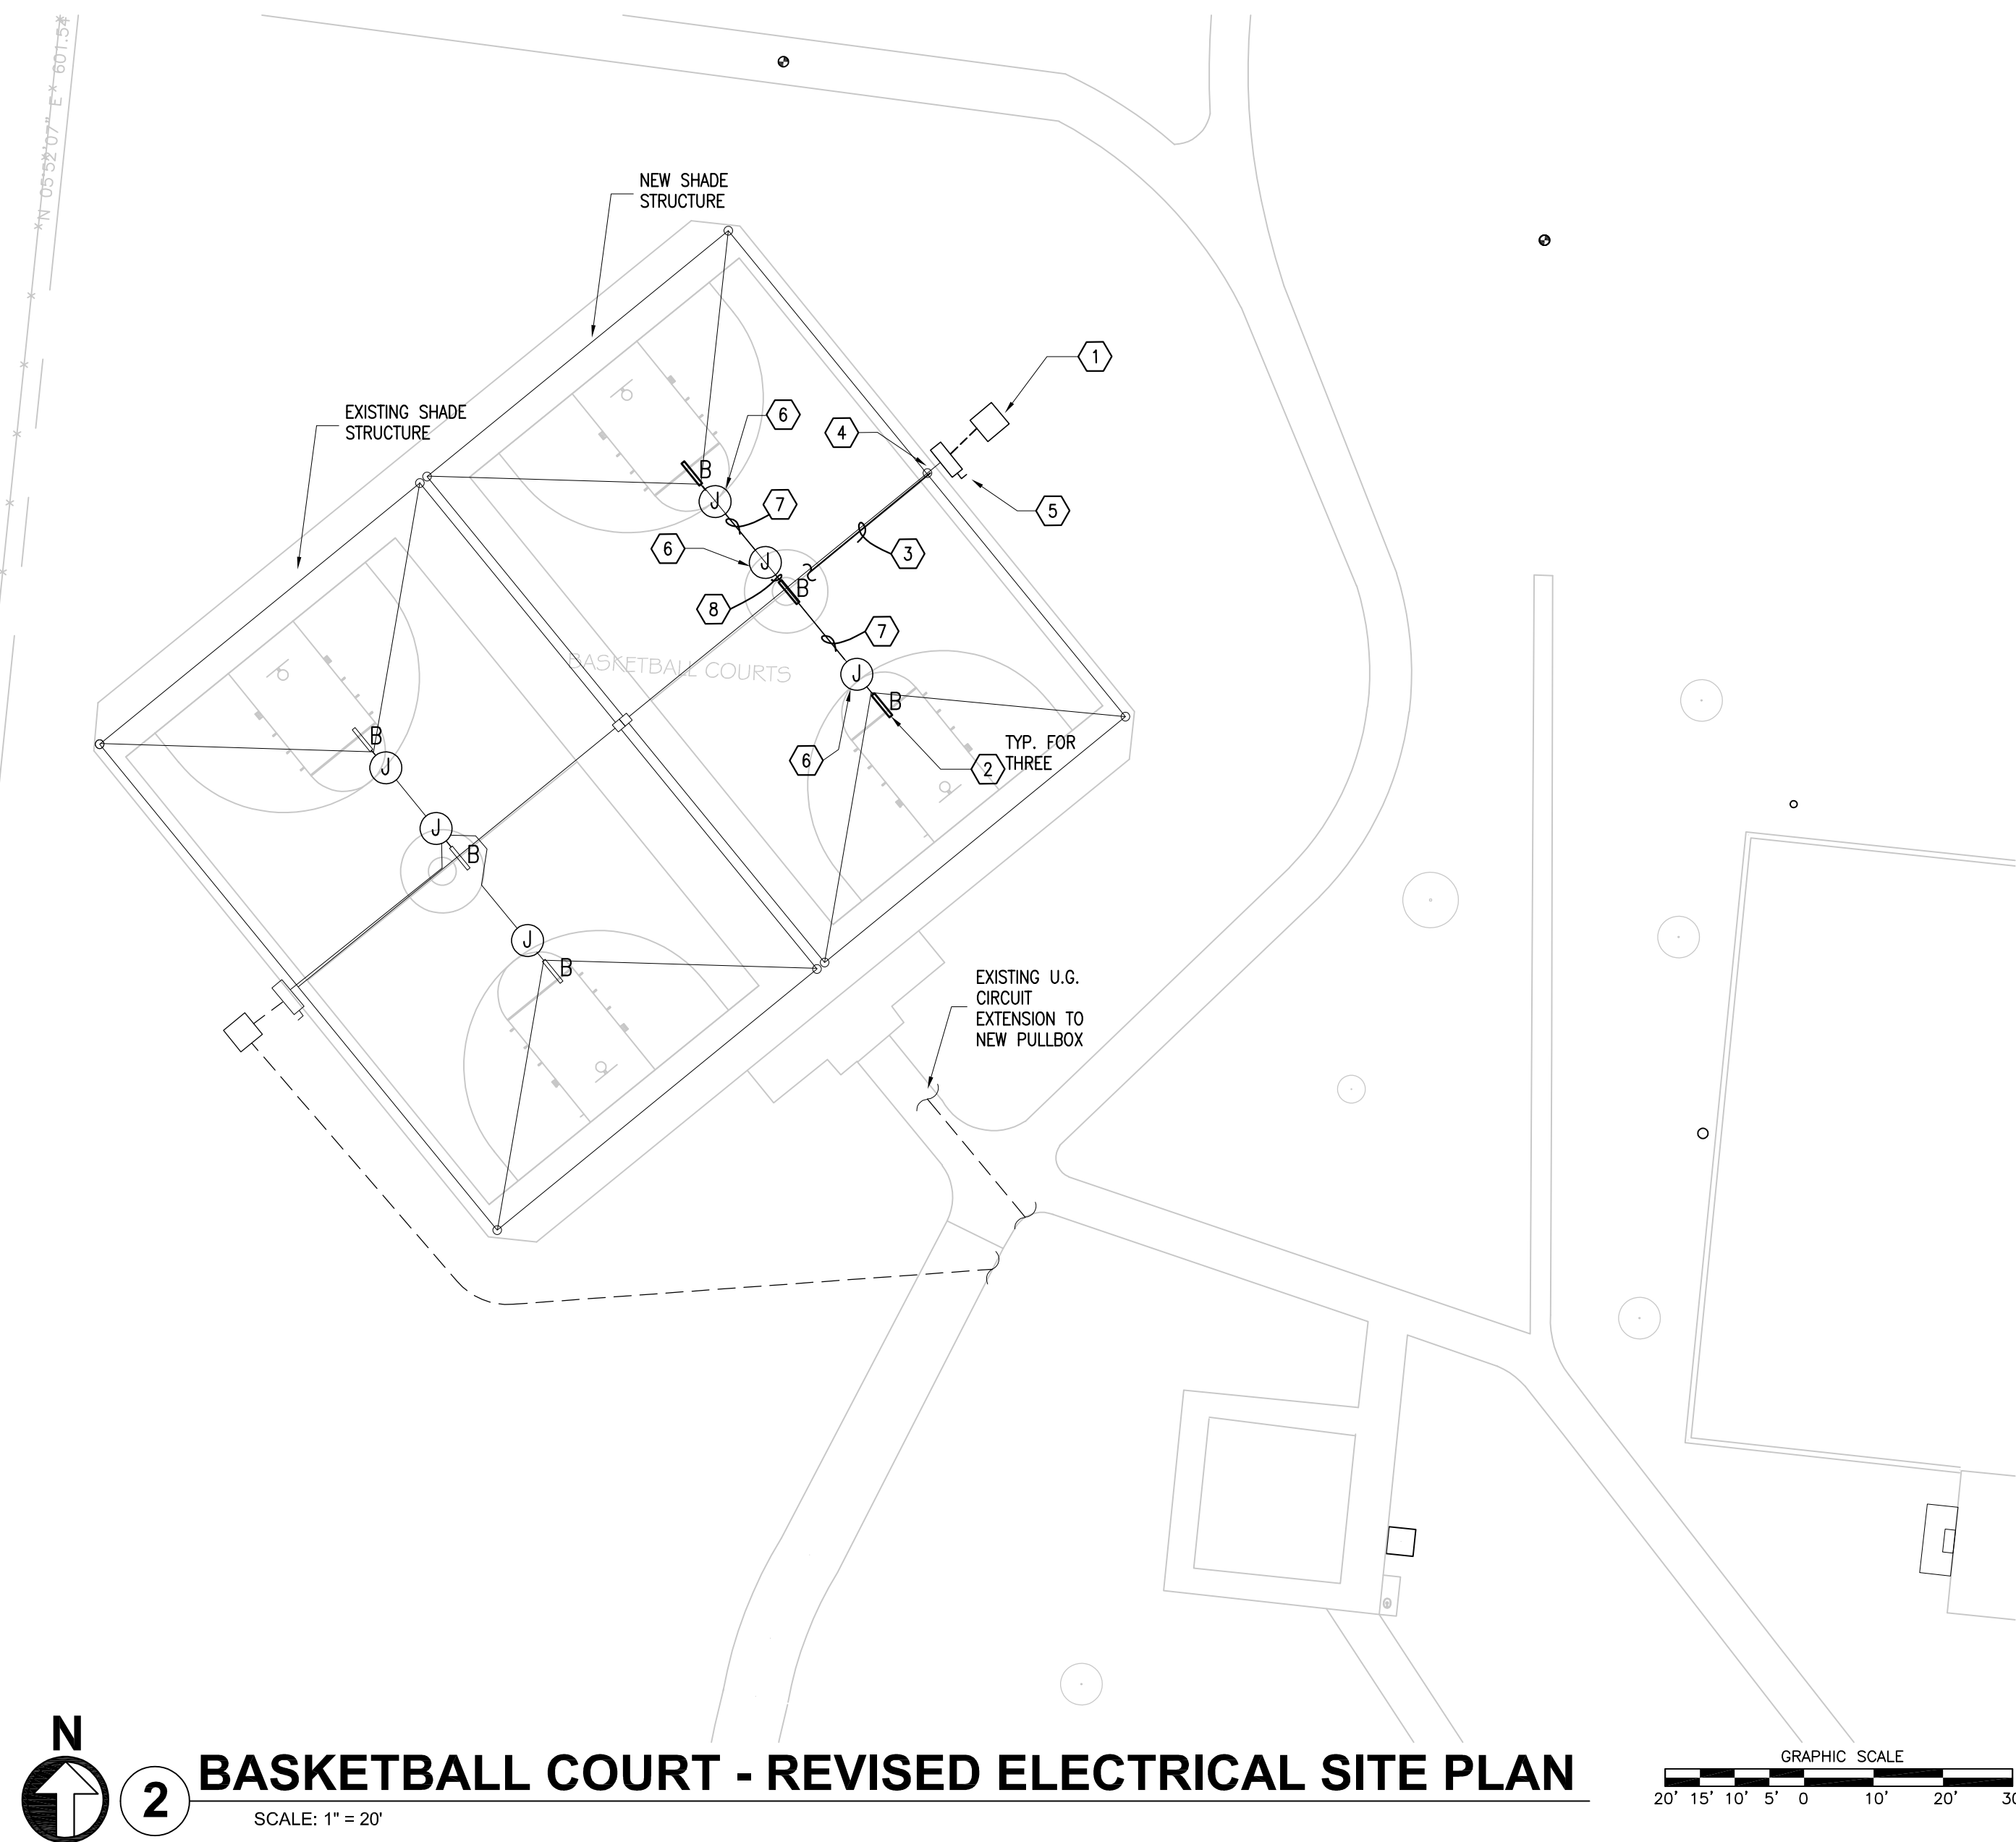 N 05°52'07" E 601.54
NEW SHADE
STRUCTURE
EXISTING SHADE
STRUCTURE
1
6
4
B
J
7
5
6
J
3
B
8
7
BASKETBALL COURTS
J
B
6
TYP. FOR
THREE
2
B
J
J
B
J
B
EXISTING U.G.
CIRCUIT
EXTENSION TO
NEW PULLBOX
N
2
BASKETBALL COURT - REVISED ELECTRICAL SITE PLAN
SCALE: 1" = 20'
GRAPHIC SCALE
20' 15' 10' 5' 0 10' 20'